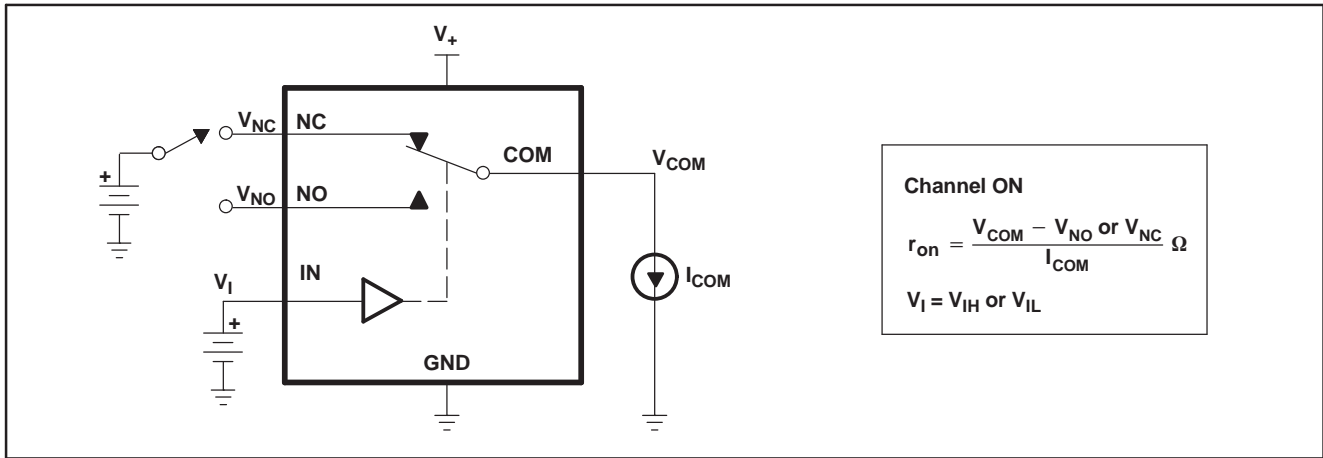 V+
VNC NC
COM
VCOM
+
VNO NO
IN
VI
ICOM
+
GND
Channel ON
ron = VCOM − VNO or VNC / ICOM Ω
VI = VIH or VIL